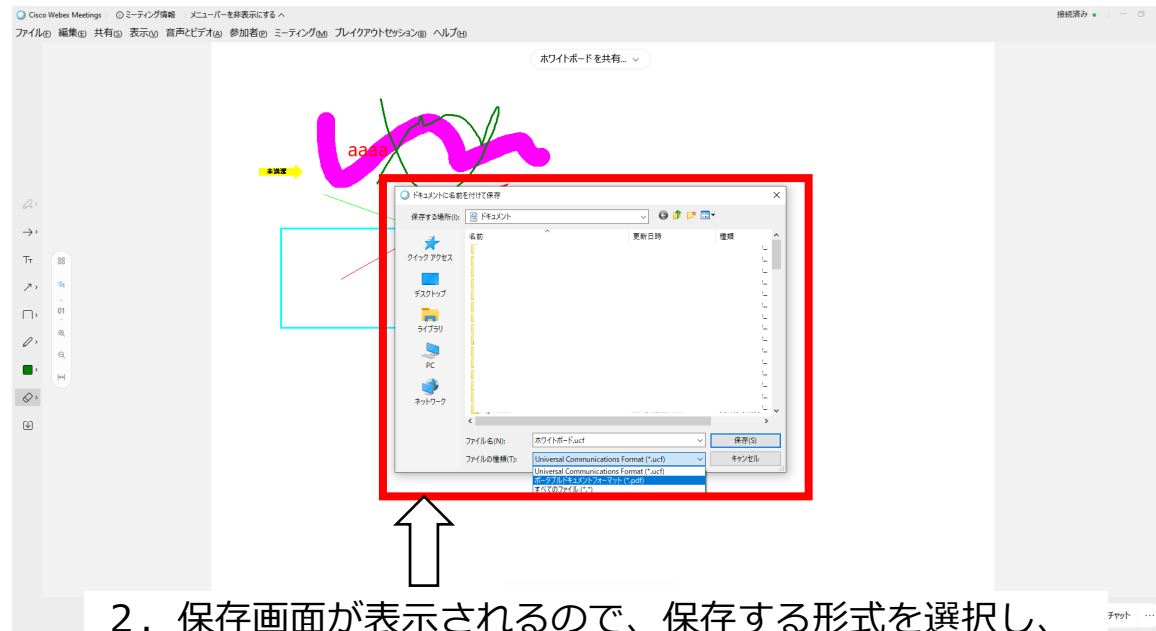 Cisco Webex Meetings ミーティング情報 メニューバーを非表示にする 接続済み
ファイル(F) 編集(E) 共有(S) 表示(V) 音声とビデオ(A) 参加者(P) ミーティング(M) ブレイクアウトセッション(B) ヘルプ(H)
ホワイトボードを共有...
aaaa
未満潔
ドキュメントに名前を付けて保存
保存する場所(I): ドキュメント
名前 更新日時 種類
クイック アクセス
デスクトップ
ライブラリ
PC
ネットワーク
Tт
01
ファイル名(N): ホワイトボード.ucf 保存(S)
ファイルの種類(T): Universal Communications Format (*.ucf) キャンセル
Universal Communications Format (*.ucf)
ポータブルドキュメントフォーマット (*.pdf)
すべてのファイル (*.*)
２．保存画面が表示されるので、保存する形式を選択し、
チャット ...